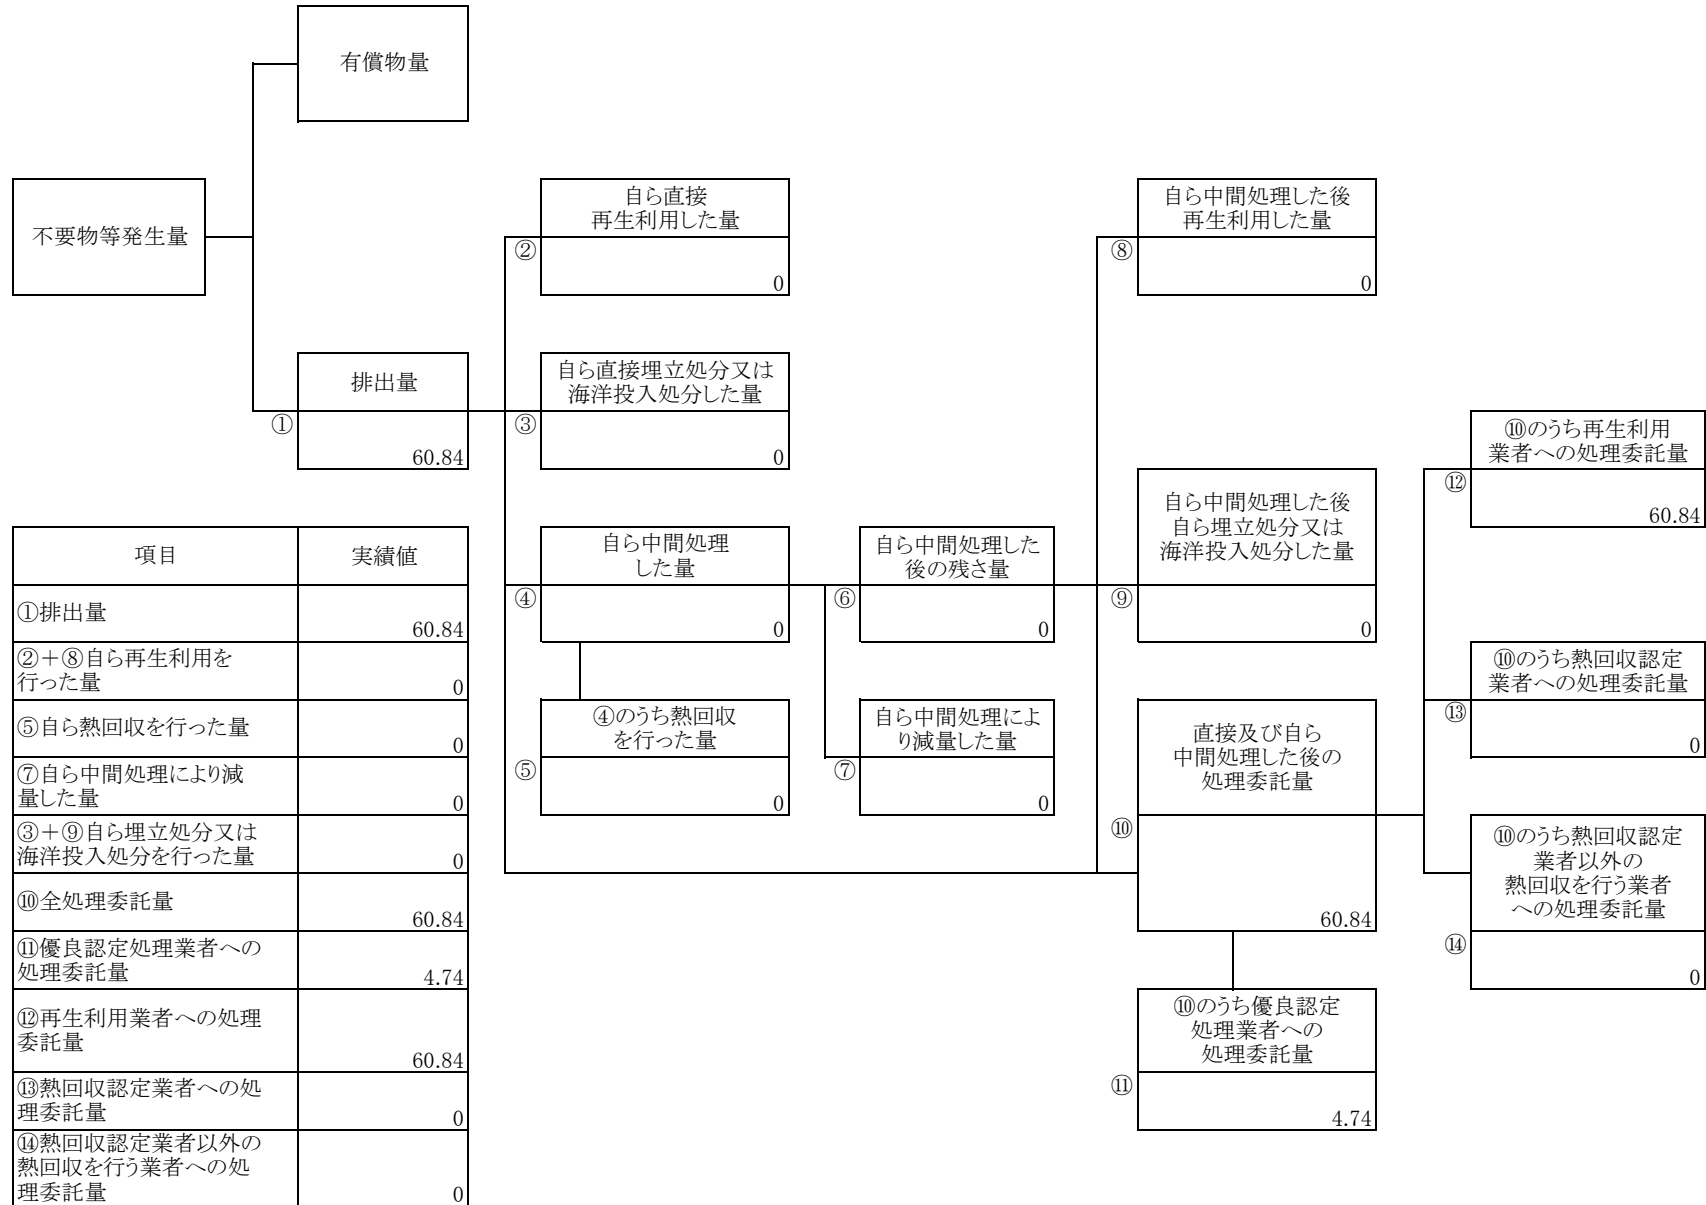 有償物量
不要物等発生量
自ら直接
再生利用した量
②
0
自ら中間処理した後
再生利用した量
⑧
0
排出量
①
60.84
自ら直接埋立処分又は
海洋投入処分した量
③
0
⑩のうち再生利用
業者への処理委託量
⑫
60.84
自ら中間処理
した量
④
0
自ら中間処理した
後の残さ量
⑥
0
自ら中間処理した後
自ら埋立処分又は
海洋投入処分した量
⑨
0
⑩のうち熱回収認定
業者への処理委託量
⑬
0
④のうち熱回収
を行った量
⑤
0
自ら中間処理によ
り減量した量
⑦
0
直接及び自ら
中間処理した後の
処理委託量
⑩
60.84
⑩のうち熱回収認定
業者以外の
熱回収を行う業者
への処理委託量
⑭
0
⑩のうち優良認定
処理業者への
処理委託量
⑪
4.74
項目 実績値
①排出量
60.84
②＋⑧自ら再生利用を
行った量
0
⑤自ら熱回収を行った量
0
⑦自ら中間処理により減
量した量
0
③＋⑨自ら埋立処分又は
海洋投入処分を行った量
0
⑩全処理委託量
60.84
⑪優良認定処理業者への
処理委託量
4.74
⑫再生利用業者への処理
委託量
60.84
⑬熱回収認定業者への処
理委託量
0
⑭熱回収認定業者以外の
熱回収を行う業者への処
理委託量
0